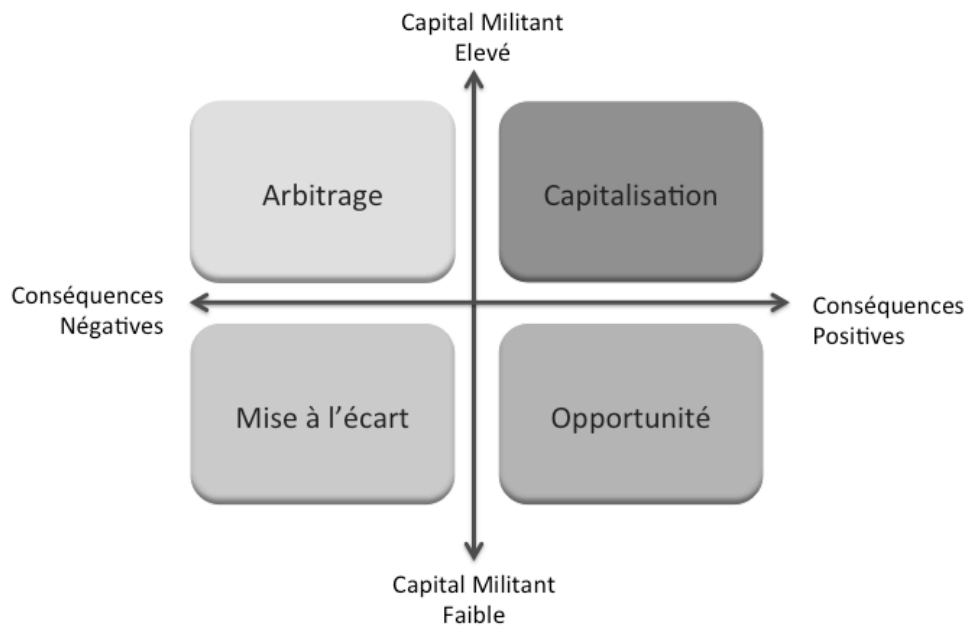 Capital Militant
Elevé
Arbitrage
Capitalisation
Conséquences
Négatives
Conséquences
Positives
Mise à l’écart
Opportunité
Capital Militant
Faible